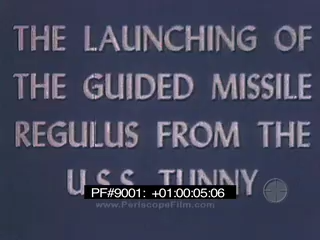 THE LAUNCHING OF
THE GUIDED MISSILE
REGULUS FROM THE
U.S.S. TUNNY
PF#9001: +01:00:05:06
www.PeriscopeFilm.com